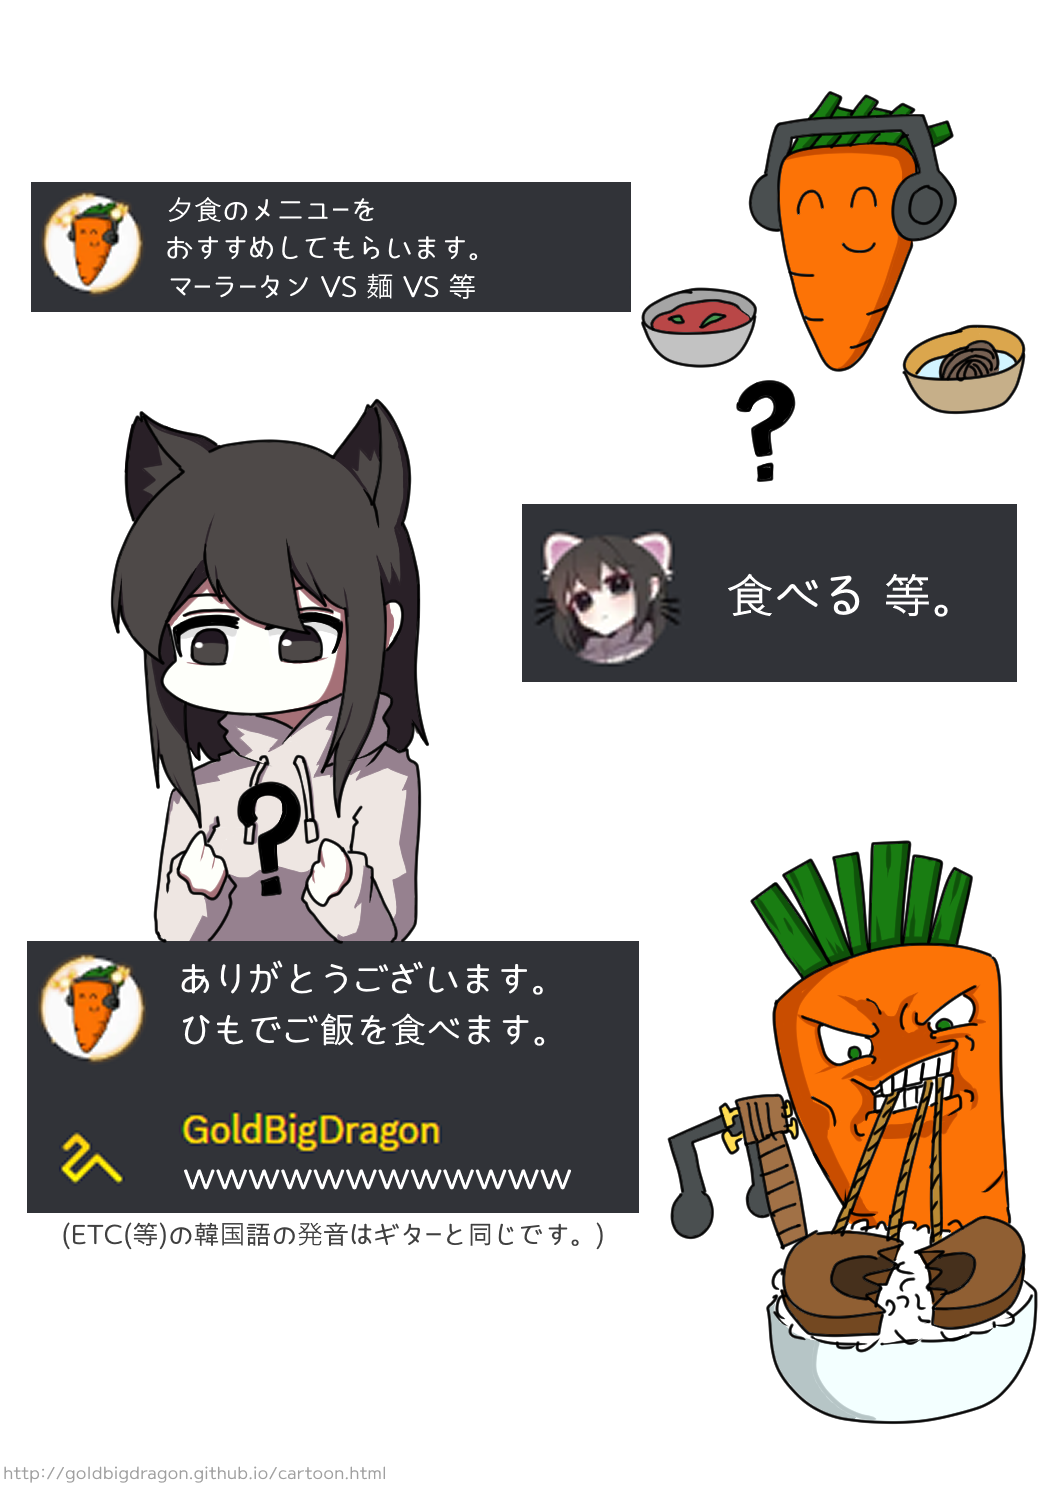 夕食のメニューを
おすすめしてもらいます。
マーラータン VS 麺 VS 等
?
食べる 等。
?
ありがとうございます。
ひもでご飯を食べます。
GoldBigDragon
wwwwwwwwwwww
(ETC(等)の韓国語の発音はギターと同じです。)
http://goldbigdragon.github.io/cartoon.html